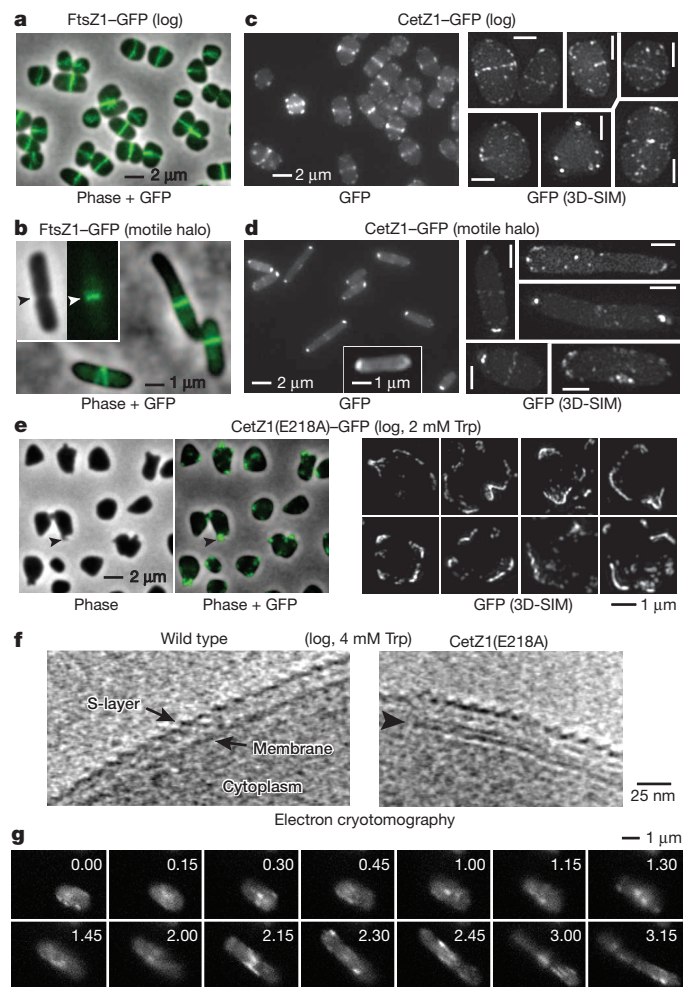 a FtsZ1–GFP (log)
2 μm
Phase + GFP
c CetZ1–GFP (log)
2 μm
GFP
GFP (3D-SIM)
b FtsZ1–GFP (motile halo)
1 μm
Phase + GFP
d CetZ1–GFP (motile halo)
2 μm
1 μm
GFP
GFP (3D-SIM)
e CetZ1(E218A)–GFP (log, 2 mM Trp)
2 μm
Phase
Phase + GFP
GFP (3D-SIM)
1 μm
f Wild type (log, 4 mM Trp) CetZ1(E218A)
S-layer
Membrane
Cytoplasm
25 nm
Electron cryotomography
g 1 μm
0.00 0.15 0.30 0.45 1.00 1.15 1.30
1.45 2.00 2.15 2.30 2.45 3.00 3.15